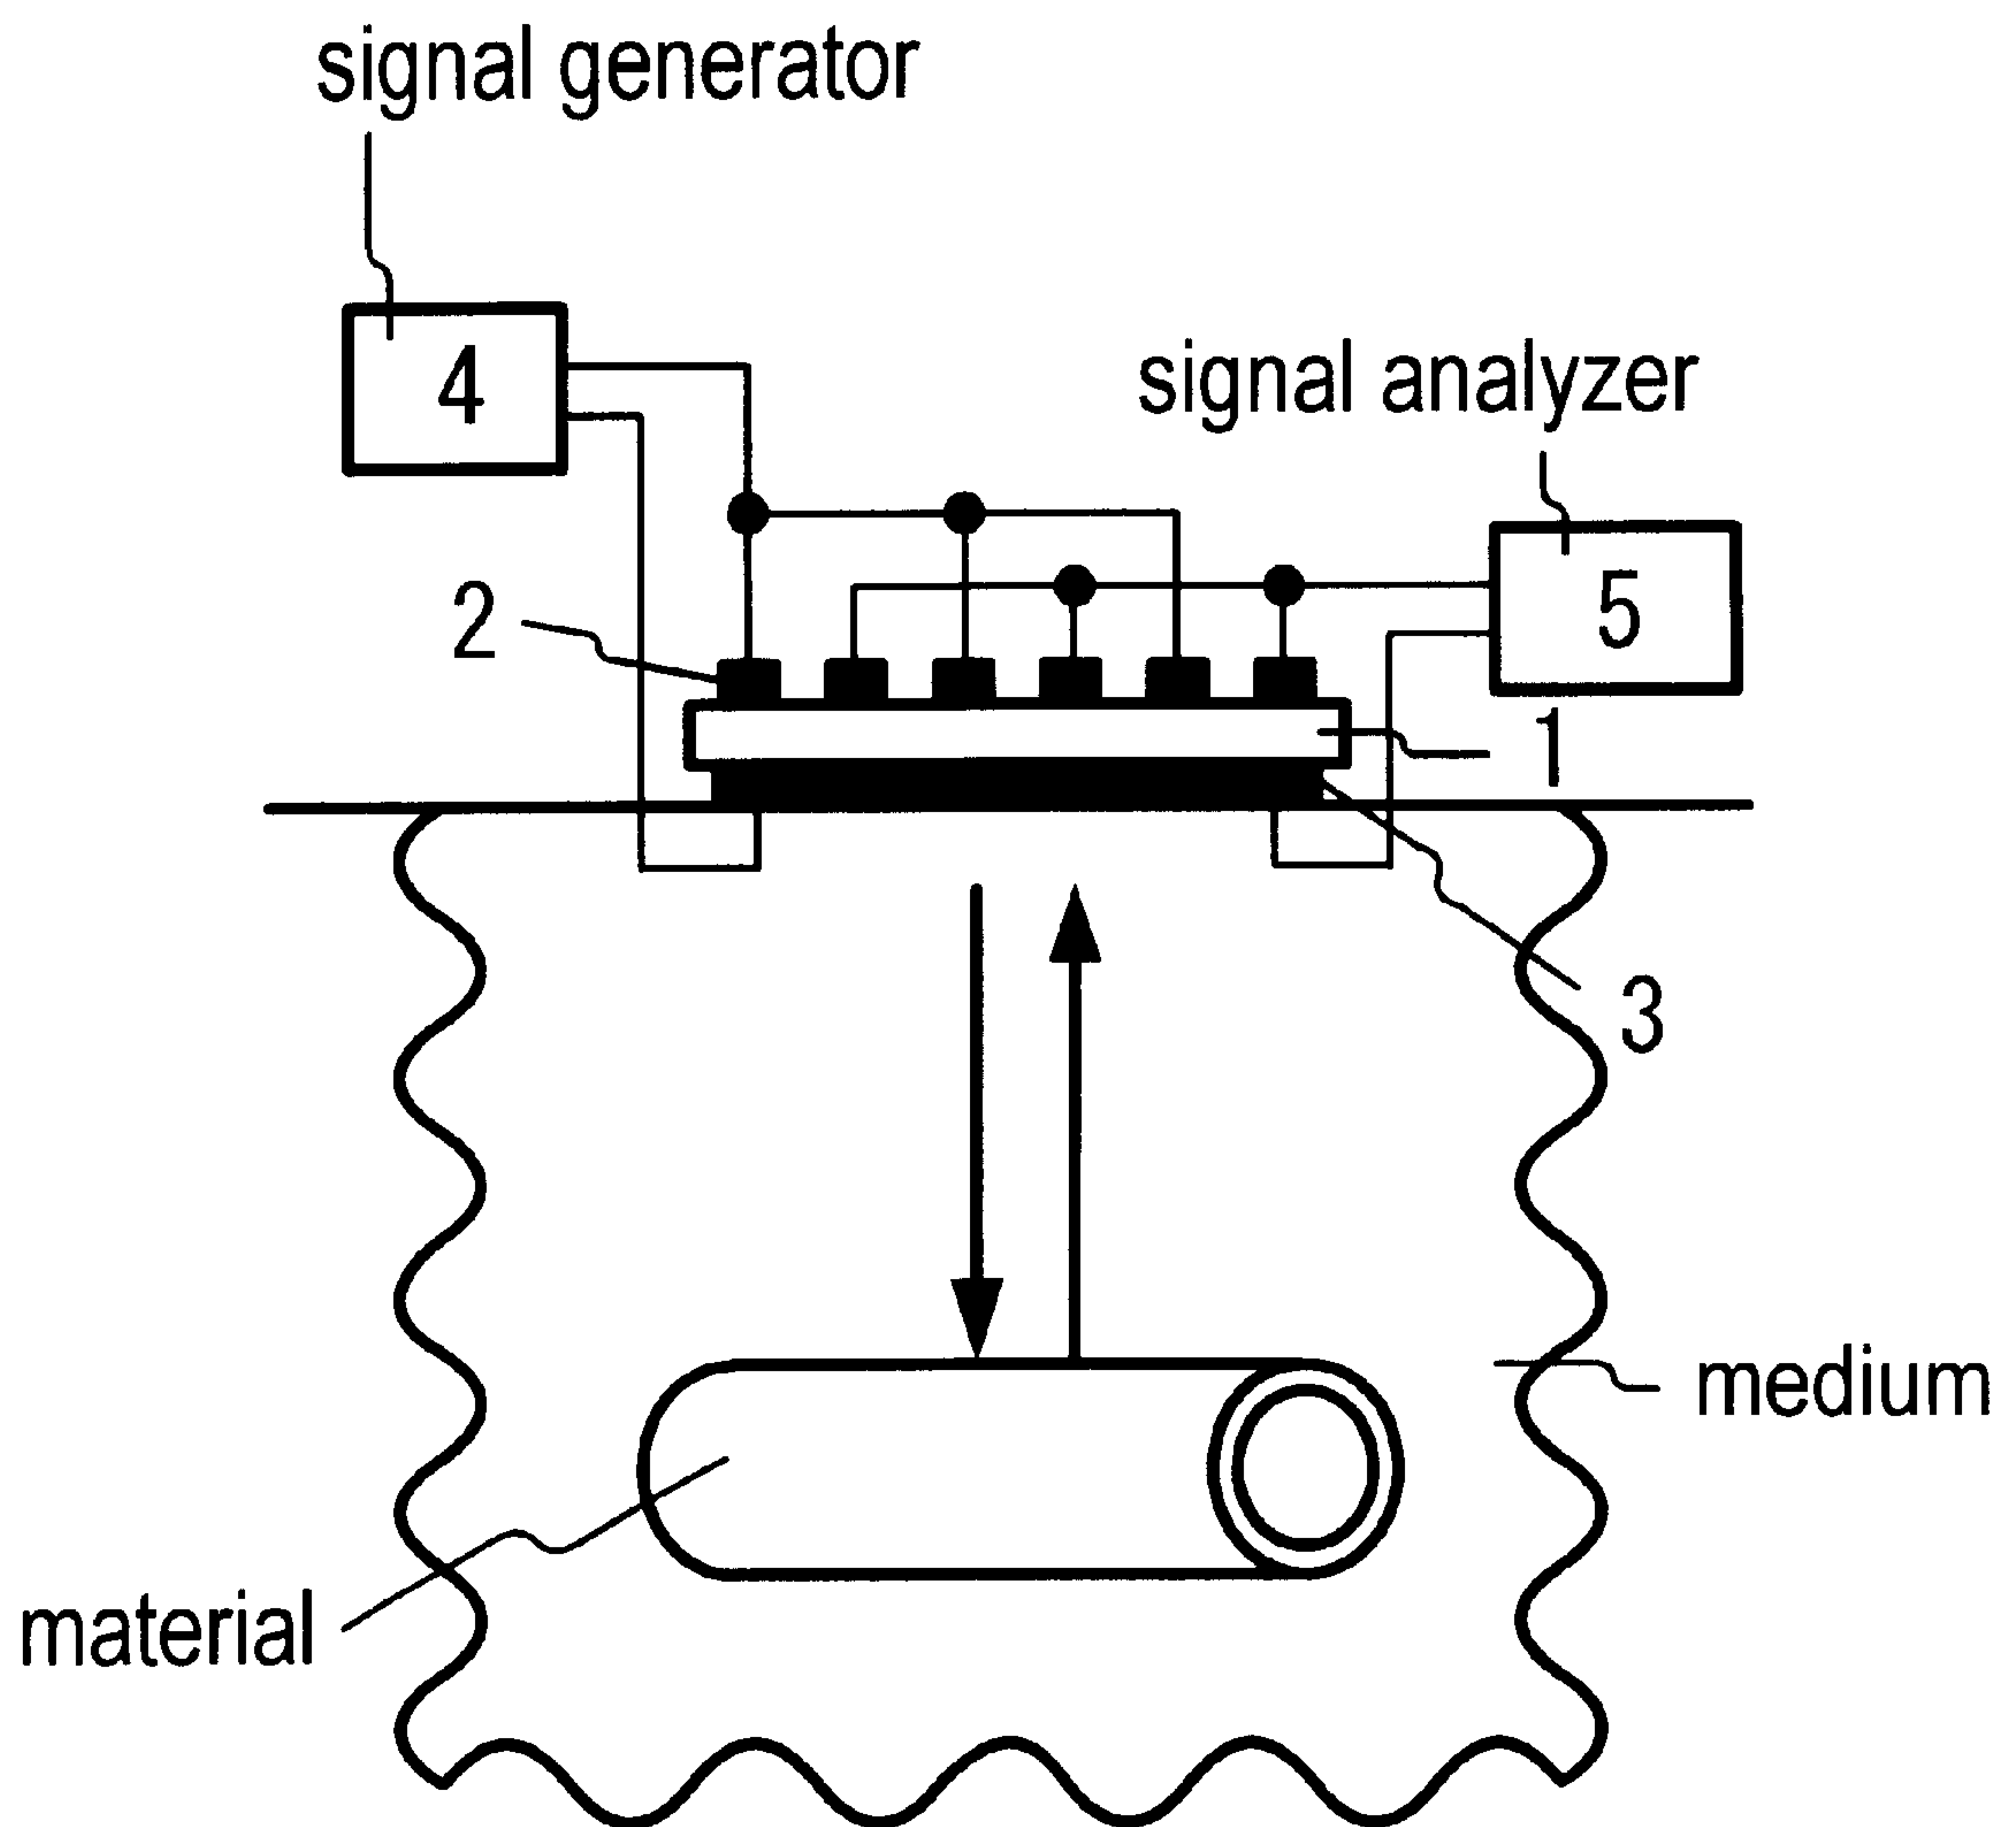 signal generator
4
signal analyzer
5
2
1
3
medium
material